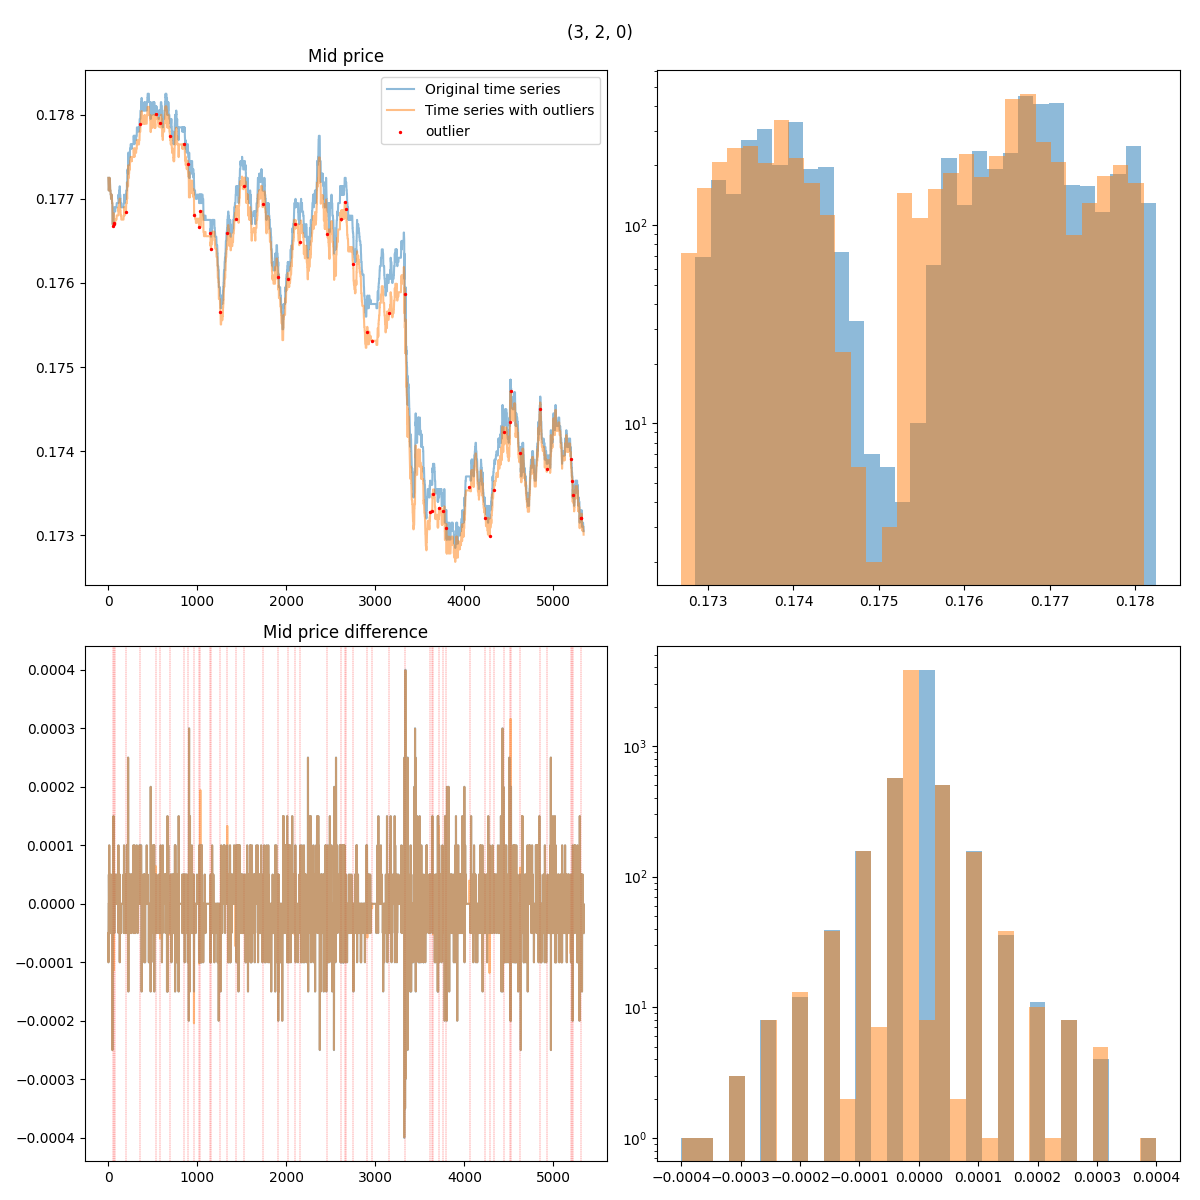 (3, 2, 0)
Mid price
Original time series
Time series with outliers
outlier
0.178
0.177
0.176
0.175
0.174
0.173
0 1000 2000 3000 4000 5000
10²
10¹
0.173 0.174 0.175 0.176 0.177 0.178
Mid price difference
0.0004
0.0003
0.0002
0.0001
0.0000
−0.0001
−0.0002
−0.0003
−0.0004
0 1000 2000 3000 4000 5000
10³
10²
10¹
10⁰
−0.0004 −0.0003 −0.0002 −0.0001 0.0000 0.0001 0.0002 0.0003 0.0004